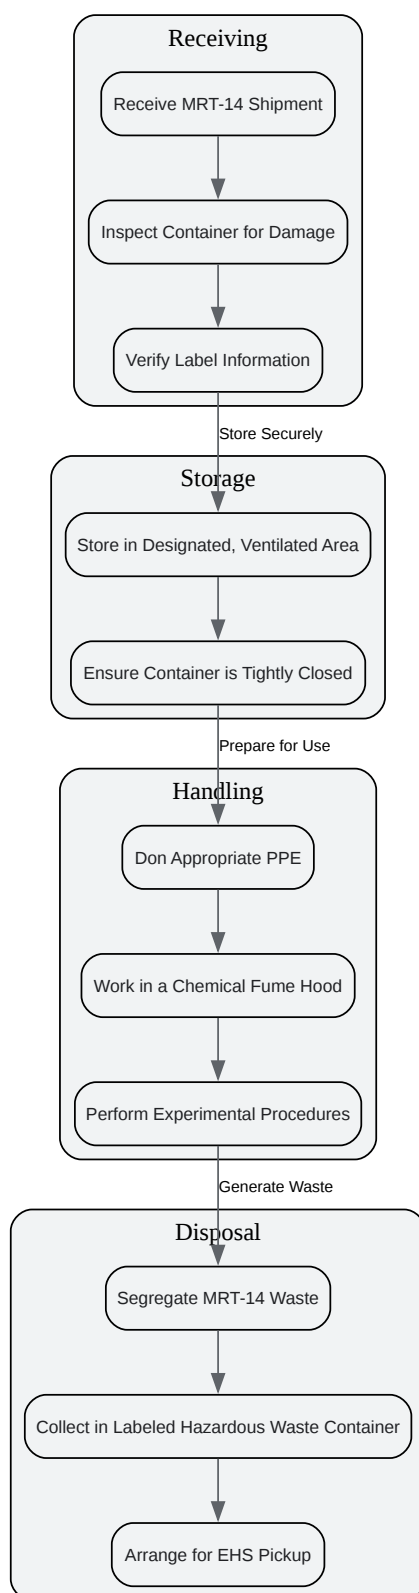 Receiving
Receive MRT-14 Shipment
Inspect Container for Damage
Verify Label Information
Store Securely
Storage
Store in Designated, Ventilated Area
Ensure Container is Tightly Closed
Prepare for Use
Handling
Don Appropriate PPE
Work in a Chemical Fume Hood
Perform Experimental Procedures
Generate Waste
Disposal
Segregate MRT-14 Waste
Collect in Labeled Hazardous Waste Container
Arrange for EHS Pickup